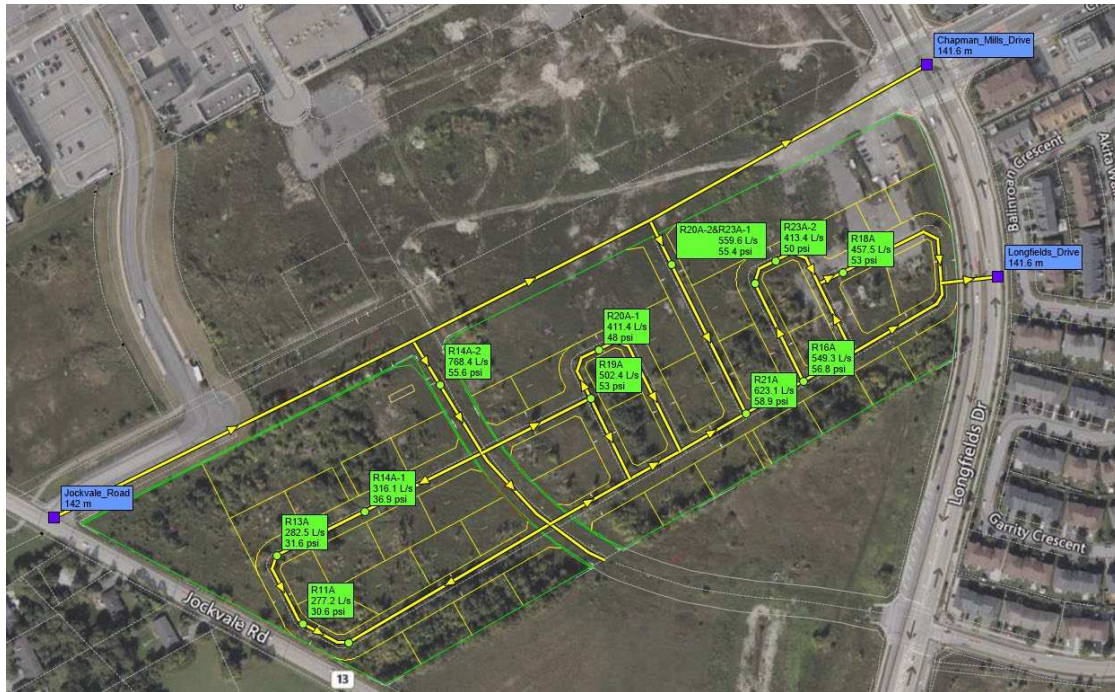 Chapman_Mills_Drive
141.6 m
Balinroan Crescent
R20A-2&R23A-1
559.6 L/s
55.4 psi
R23A-2
413.4 L/s
50 psi
R18A
457.5 L/s
53 psi
Longfields_Drive
141.6 m
R14A-2
768.4 L/s
55.6 psi
R20A-1
411.4 L/s
48 psi
R19A
502.4 L/s
53 psi
R16A
549.3 L/s
56.8 psi
R21A
623.1 L/s
58.9 psi
Longfields Dr
Jockvale_Road
142 m
R14A-1
316.1 L/s
36.9 psi
R13A
282.5 L/s
31.6 psi
Garrity Crescent
R11A
277.2 L/s
30.6 psi
Jockvale Rd
13